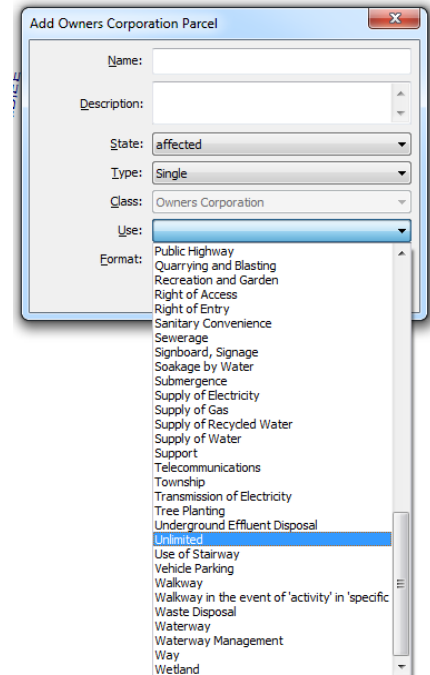 Add Owners Corporation Parcel
Name:
Description:
State: affected
Type: Single
Class: Owners Corporation
Use:
Format:
Public Highway
Quarrying and Blasting
Recreation and Garden
Right of Access
Right of Entry
Sanitary Convenience
Sewerage
Signboard, Signage
Soakage by Water
Submergence
Supply of Electricity
Supply of Gas
Supply of Recycled Water
Supply of Water
Support
Telecommunications
Township
Transmission of Electricity
Tree Planting
Underground Effluent Disposal
Unlimited
Use of Stairway
Vehicle Parking
Walkway
Walkway in the event of 'activity' in 'specific
Waste Disposal
Waterway
Waterway Management
Way
Wetland